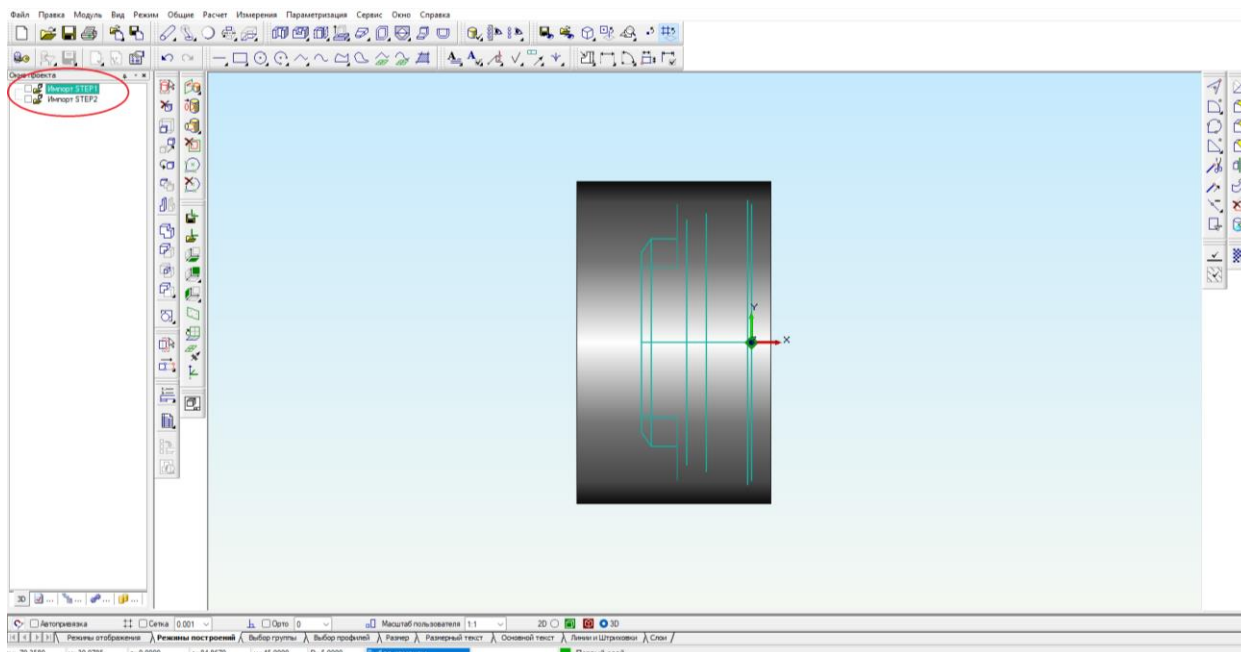 Файл Правка Модуль Вид Режим Общие Расчет Измерения Параметризация Сервис Окно Справка
Окно проекта
Импорт STEP1
Импорт STEP2
Y
X
3D ... ... ... ...
Автопривязка Сетка 0.001 Орто 0 Масштаб пользователя 1:1 2D 3D
Режимы отображения Режимы построений Выбор группы Выбор профилей Размер Размерный текст Основной текст Линии и Штриховки Слои